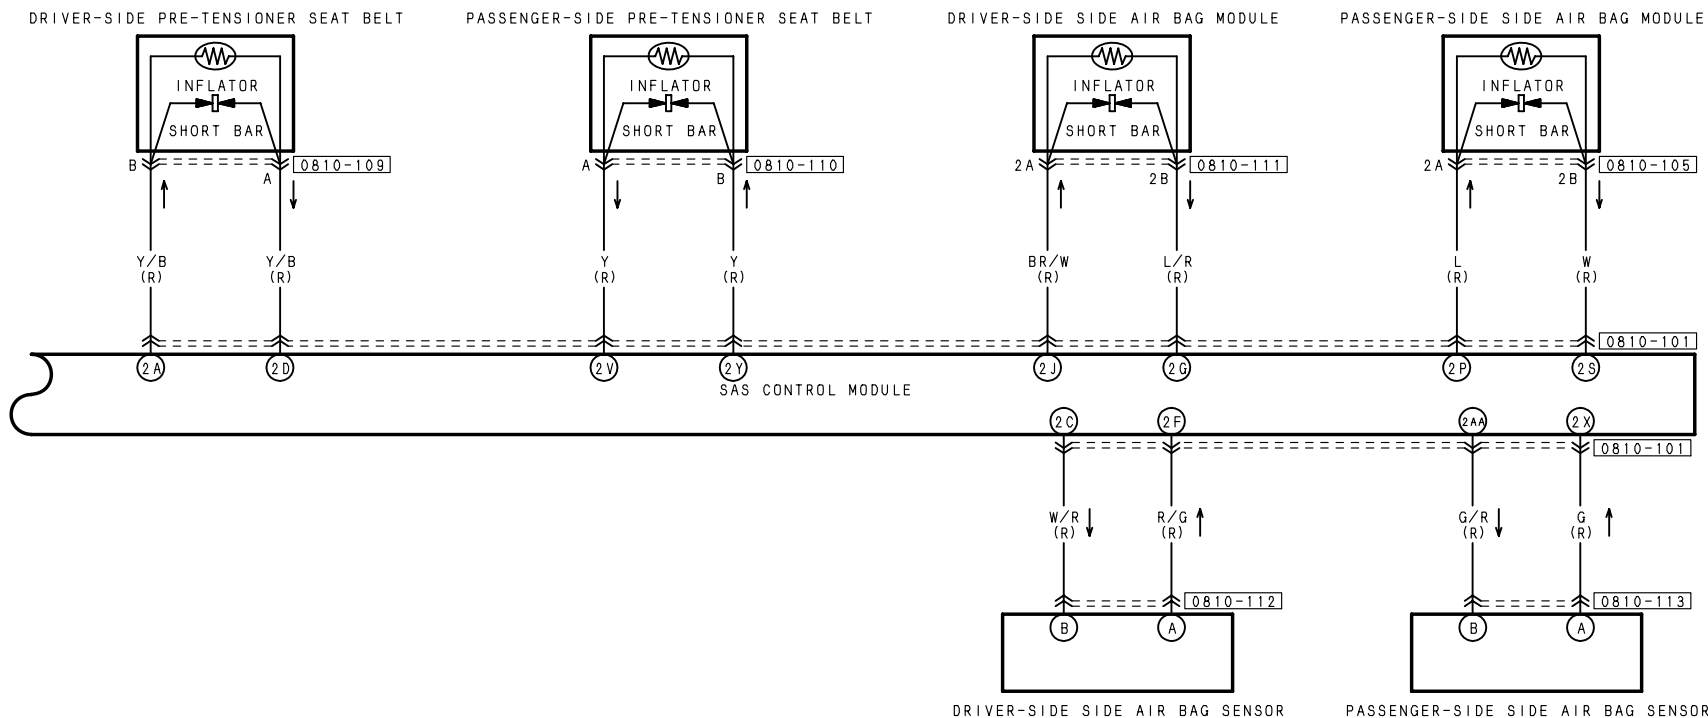 DRIVER-SIDE PRE-TENSIONER SEAT BELT
PASSENGER-SIDE PRE-TENSIONER SEAT BELT
DRIVER-SIDE SIDE AIR BAG MODULE
PASSENGER-SIDE SIDE AIR BAG MODULE
INFLATOR
INFLATOR
INFLATOR
INFLATOR
SHORT BAR
SHORT BAR
SHORT BAR
SHORT BAR
B
A
0810-109
A
B
0810-110
2A
2B
0810-111
2A
2B
0810-105
Y/B
(R)
Y/B
(R)
Y
(R)
Y
(R)
BR/W
(R)
L/R
(R)
L
(R)
W
(R)
0810-101
2A
2D
2V
2Y
2J
2G
2P
2S
SAS CONTROL MODULE
2C
2F
2AA
2X
0810-101
W/R
(R)
R/G
(R)
G/R
(R)
G
(R)
0810-112
0810-113
B
A
B
A
DRIVER-SIDE SIDE AIR BAG SENSOR
PASSENGER-SIDE SIDE AIR BAG SENSOR